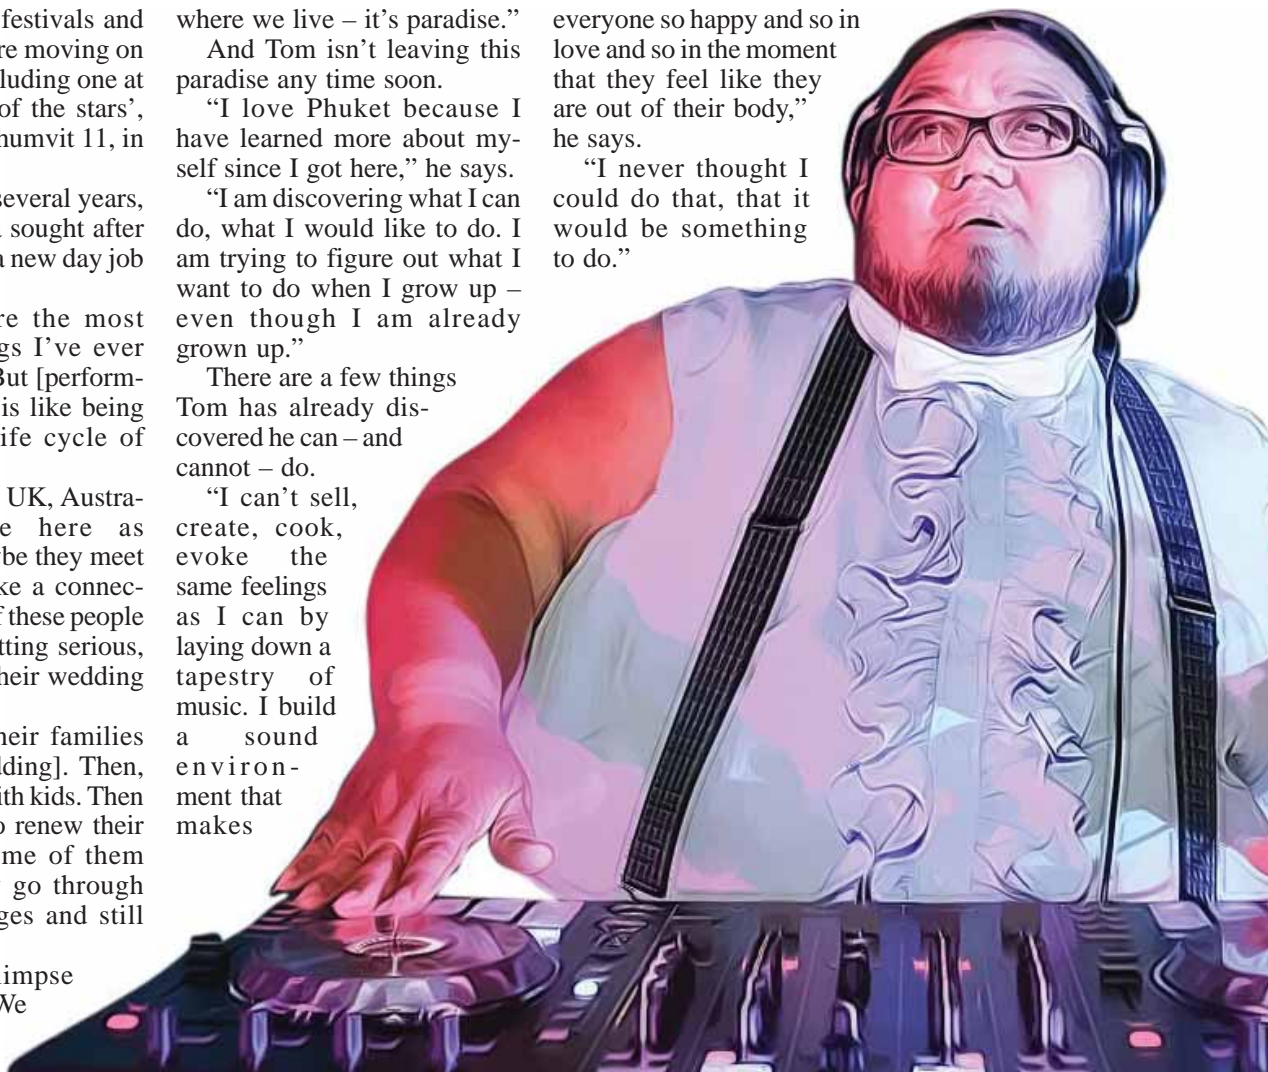 festivals and
re moving on
luding one at
of the stars’,
humvit 11, in
several years,
sought after
a new day job
re the most
gs I’ve ever
But [perform-
is like being
ife cycle of
UK, Austra-
e here as
ybe they meet
ke a connec-
f these people
tting serious,
heir wedding
heir families
dding]. Then,
ith kids. Then
o renew their
me of them
go through
ges and still
limpse
We
where we live – it’s paradise.”
And Tom isn’t leaving this
paradise any time soon.
“I love Phuket because I
have learned more about my-
self since I got here,” he says.
“I am discovering what I can
do, what I would like to do. I
am trying to figure out what I
want to do when I grow up –
even though I am already
grown up.”
There are a few things
Tom has already dis-
covered he can – and
cannot – do.
“I can’t sell,
create, cook,
evoke the
same feelings
as I can by
laying down a
tapestry of
music. I build
a sound
environ-
ment that
makes
everyone so happy and so in
love and so in the moment
that they feel like they
are out of their body,”
he says.
“I never thought I
could do that, that it
would be something
to do.”